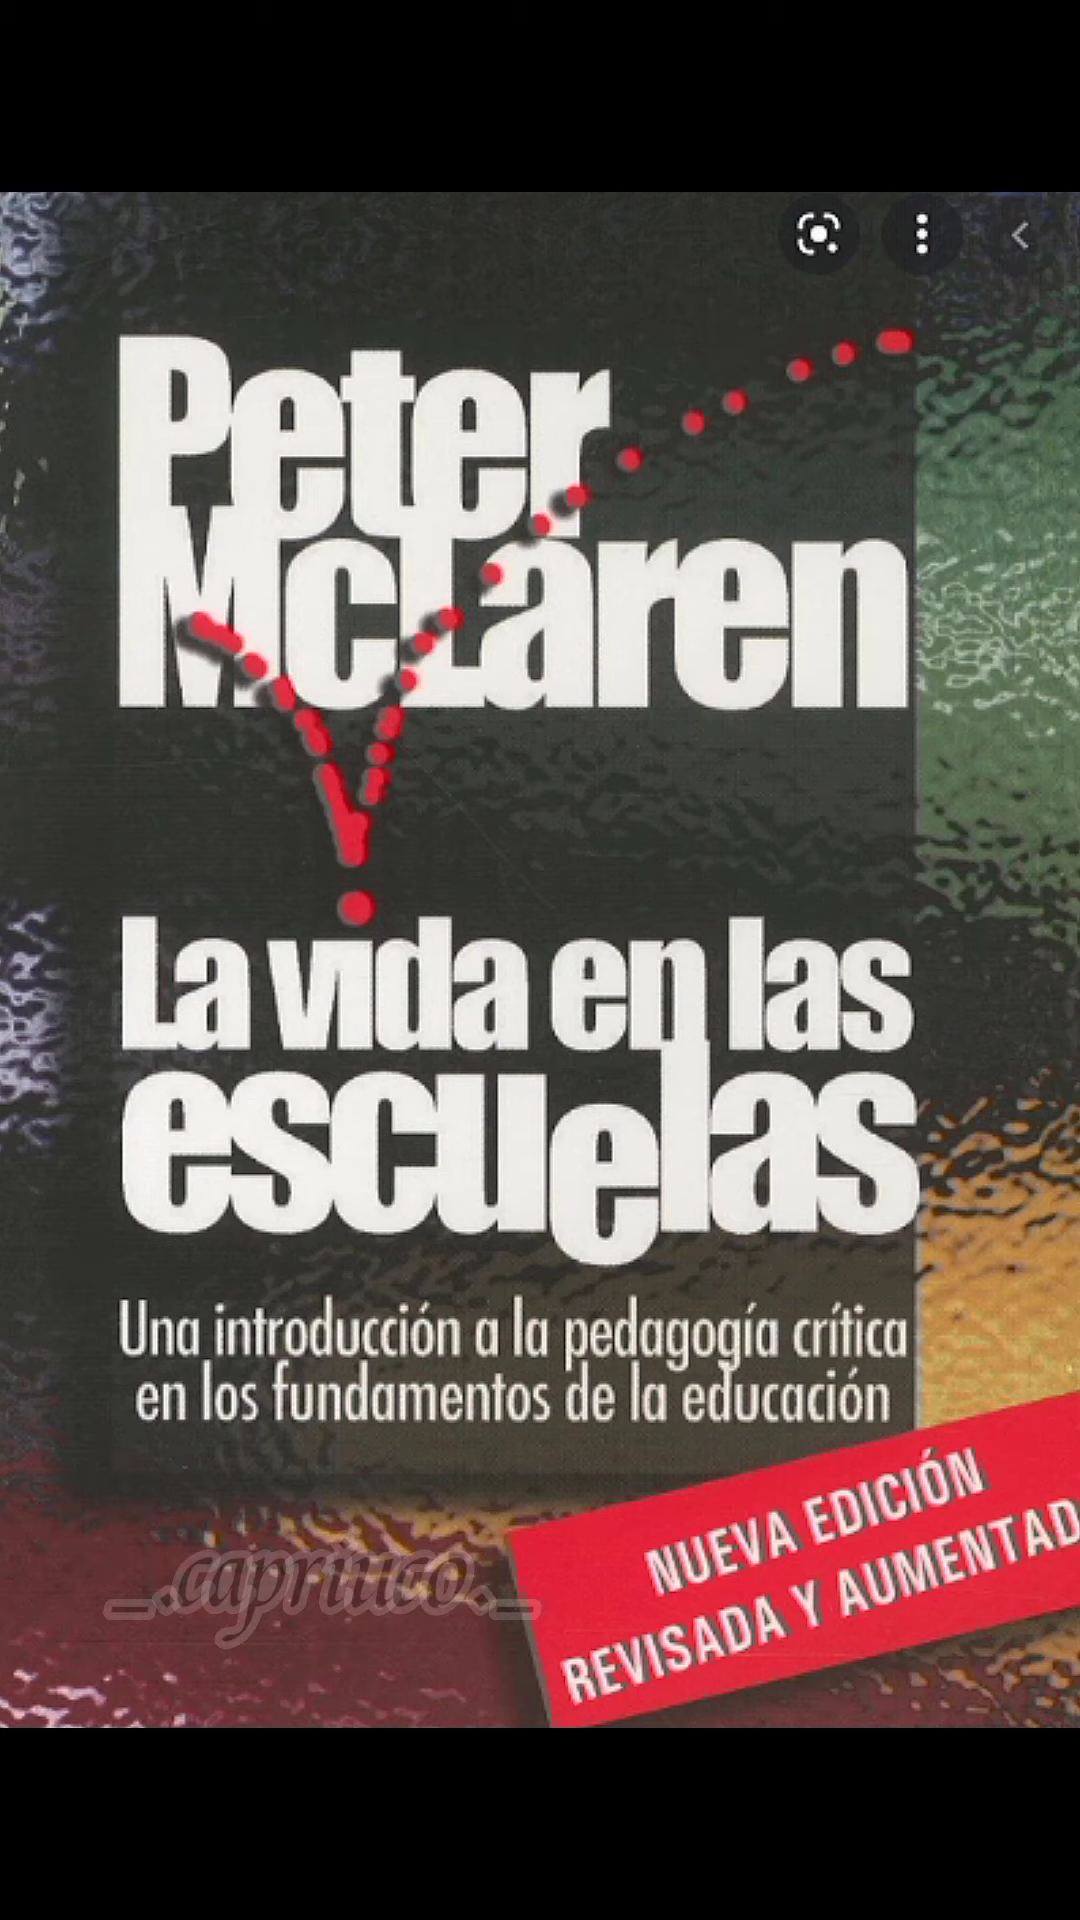 Peter
McLaren
La vida en las
escuelas
Una introducción a la pedagogía crítica
en los fundamentos de la educación
NUEVA EDICIÓN
REVISADA Y AUMENTAD